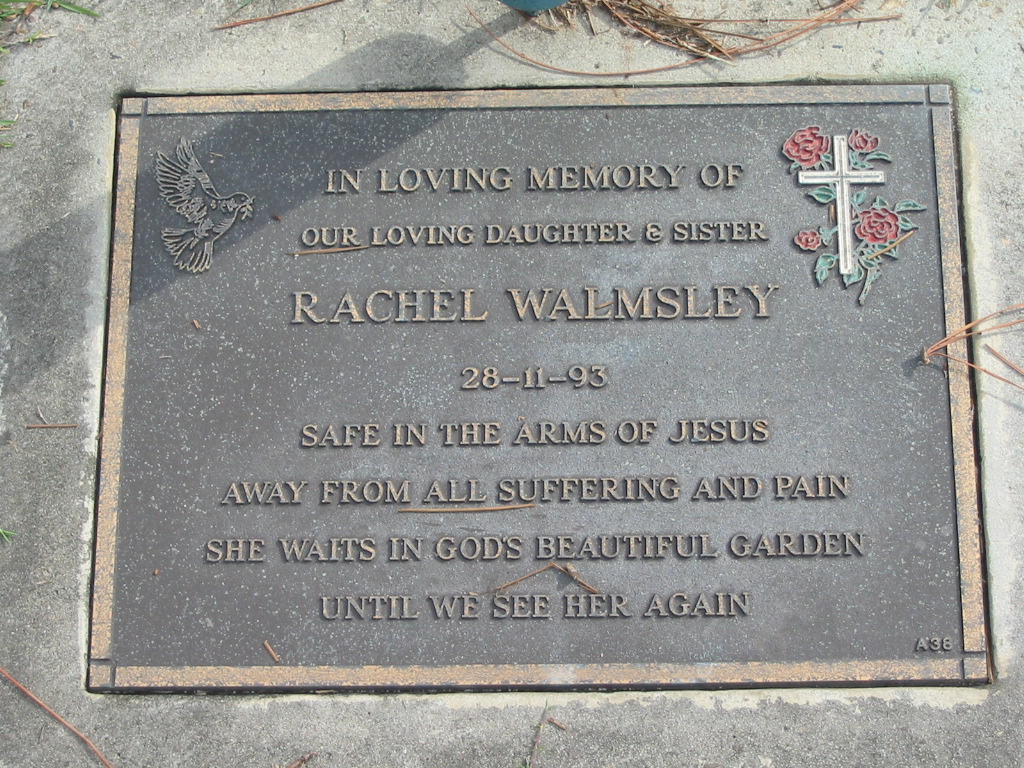 IN LOVING MEMORY OF
OUR LOVING DAUGHTER & SISTER
RACHEL WALMSLEY
28-11-93
SAFE IN THE ARMS OF JESUS
AWAY FROM ALL SUFFERING AND PAIN
SHE WAITS IN GOD'S BEAUTIFUL GARDEN
UNTIL WE SEE HER AGAIN
A36